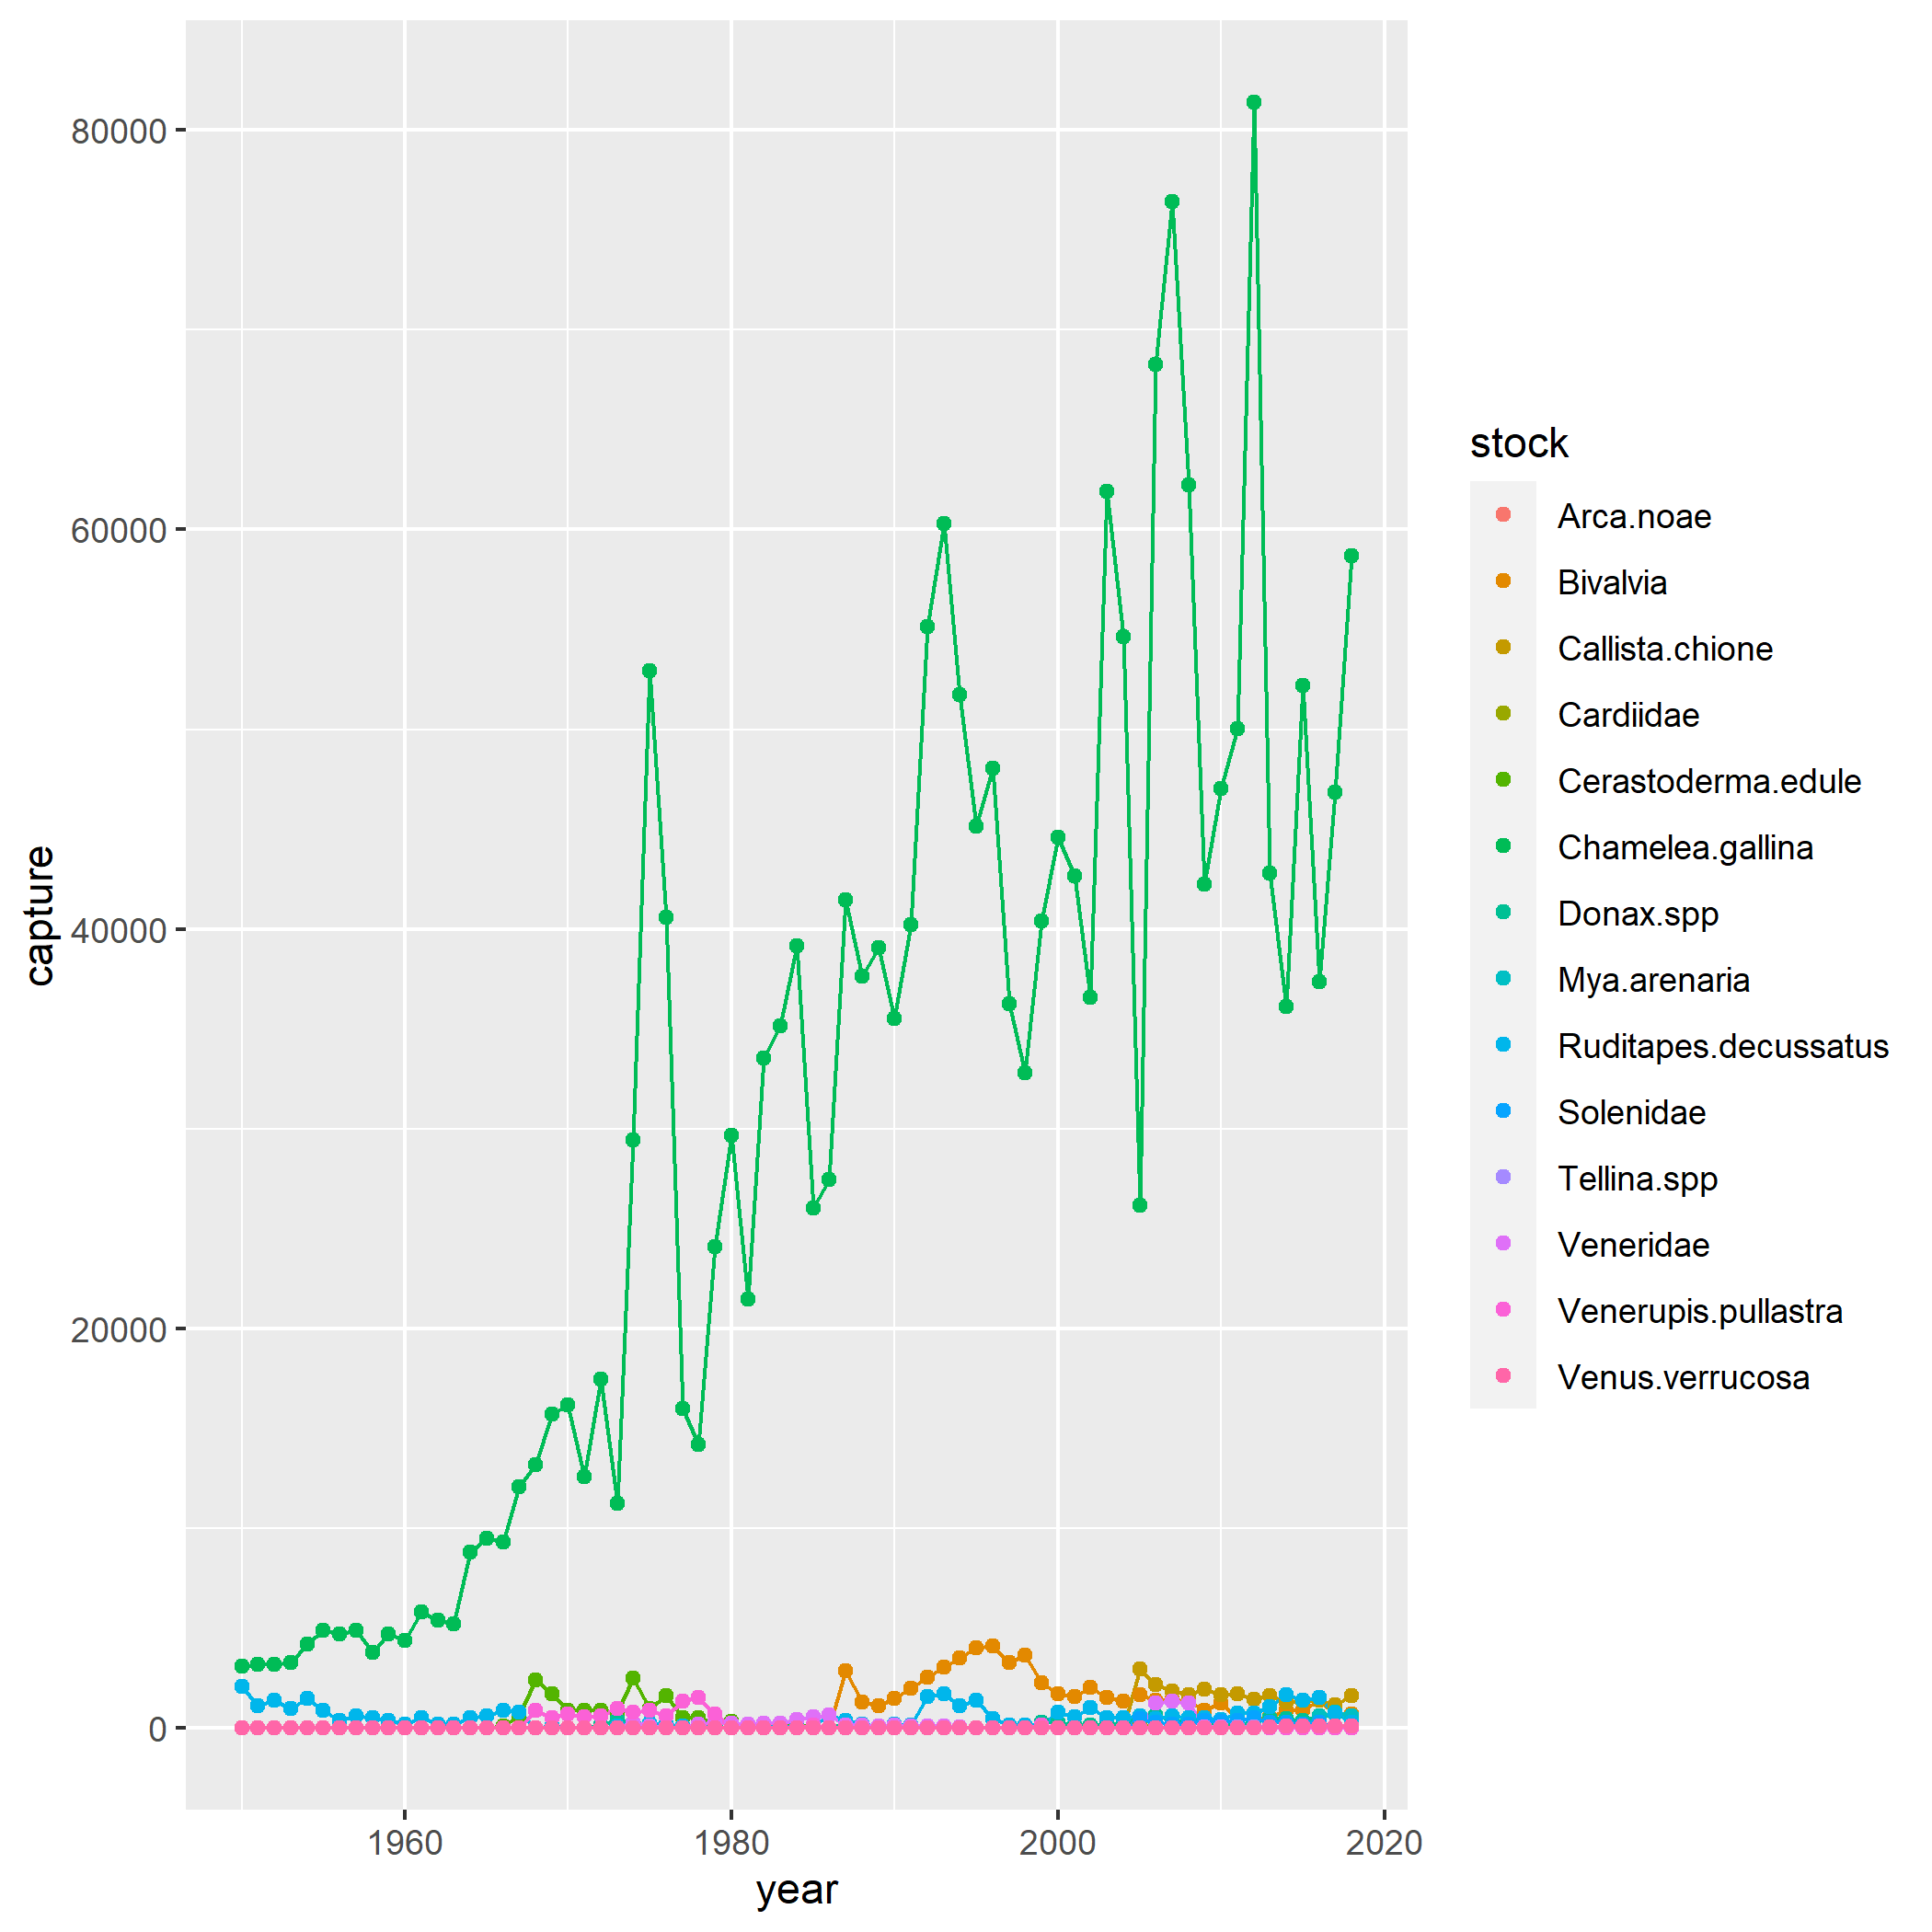 80000
60000
40000
20000
0
capture
1960
1980
2000
2020
year
stock
Arca.noae
Bivalvia
Callista.chione
Cardiidae
Cerastoderma.edule
Chamelea.gallina
Donax.spp
Mya.arenaria
Ruditapes.decussatus
Solenidae
Tellina.spp
Veneridae
Venerupis.pullastra
Venus.verrucosa